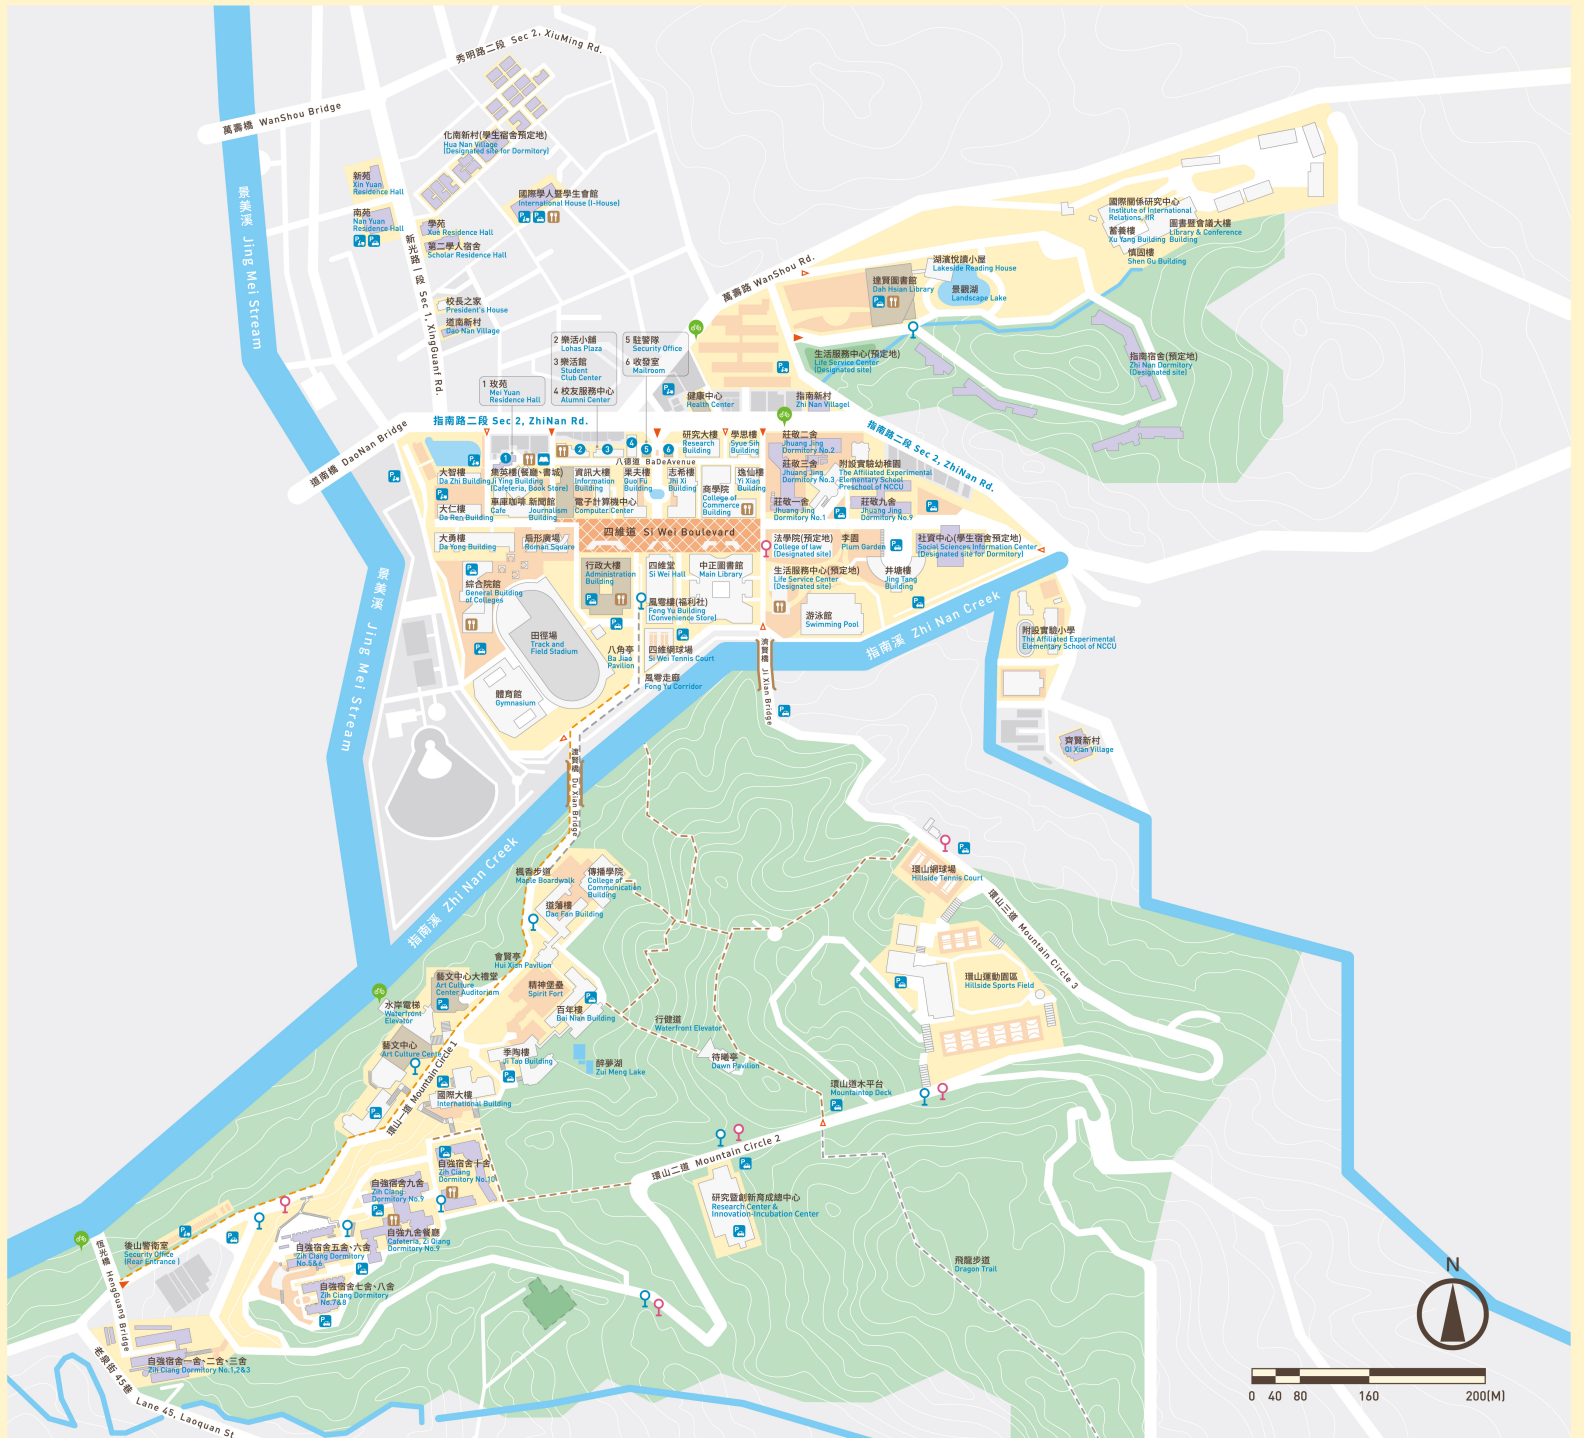 秀明路二段 Sec 2, XiuMing Rd.
萬壽橋 WanShou Bridge
化南新村(學生宿舍預定地)
Hua Nan Village
(Designated site for Dormitory)
新苑
Xin Yuan
Residence Hall
國際學人暨學生會館
International House (I-House)
南苑
Nan Yuan
Residence Hall
學苑
Xue Residence Hall
第二學人宿舍
Scholar Residence Hall
景美溪 Jing Mei Stream
新光路一段 Sec 1, XingGuanf Rd.
校長之家
President's House
道南新村
Dao Nan Village
萬壽路 WanShou Rd.
國際關係研究中心
Institute of International
Relations, IIR
圖書暨會議大樓
Library & Conference
Building
蓄養樓
Xu Yang Building
慎固樓
Shen Gu Building
湖濱悅讀小屋
Lakeside Reading House
達賢圖書館
Dah Hsian Library
景觀湖
Landscape Lake
生活服務中心(預定地)
Life Service Center
(Designated site)
指南宿舍(預定地)
Zhi Nan Dormitory
(Designated site)
1 玫苑
Mei Yuan
Residence Hall
2 樂活小舖
Lohas Plaza
3 樂活館
Student
Club Center
4 校友服務中心
Alumni Center
5 駐警隊
Security Office
6 收發室
Mailroom
健康中心
Health Center
指南新村
Zhi Nan Villagel
指南路二段 Sec 2, ZhiNan Rd.
指南路二段 Sec 2, ZhiNan Rd.
道南橋 DaoNan Bridge
1
2
3
4
5
6
八德道 BaDeAvenue
研究大樓
Research
Building
學思樓
Syue Sih
Building
莊敬二舍
Jhuang Jing
Dormitory No.2
大智樓
Da Zhi Building
集英樓(餐廳、書城)
Ji Ying Building
(Cafeteria, Book Store)
資訊大樓
Information
Building
果夫樓
Guo Fu
Building
志希樓
Jhi Xi
Building
商學院
College of
Commerce
Building
逸仙樓
Yi Xian
Building
莊敬三舍
Jhuang Jing
Dormitory No.3
附設實驗幼稚園
The Affiliated Experimental
Elementary School
Preschool of NCCU
大仁樓
Da Ren Building
車庫咖啡
Cafe
新聞館
Journalism
Building
電子計算機中心
Computer Center
莊敬一舍
Jhuang Jing
Dormitory No.1
莊敬九舍
Jhuang Jing
Dormitory No.9
四維道 Si Wei Boulevard
大勇樓
Da Yong Building
扇形廣場
Roman Square
法學院(預定地)
College of law
(Designated site)
李園
Plum Garden
社資中心(學生宿舍預定地)
Social Sciences Information Center
(Designated site for Dormitory)
綜合院館
General Building
of Colleges
行政大樓
Administration
Building
四維堂
Si Wei Hall
中正圖書館
Main Library
生活服務中心(預定地)
Life Service Center
(Designated site)
井塘樓
Jing Tang
Building
風雩樓(福利社)
Feng Yu Building
(Convenience Store)
游泳館
Swimming Pool
指南溪 Zhi Nan Creek
田徑場
Track and
Field Stadium
八角亭
Ba Jiao
Pavilion
四維網球場
Si Wei Tennis Court
風雩走廊
Fong Yu Corridor
濟賢橋 Ji Xian Bridge
附設實驗小學
The Affiliated Experimental
Elementary School of NCCU
體育館
Gymnasium
齊賢新村
Qi Xian Village
景美溪 Jing Mei Stream
渡賢橋 Du Xian Bridge
指南溪 Zhi Nan Creek
楓香步道
Maple Boardwalk
傳播學院
College of
Communication
Building
道藩樓
Dao Fan Building
環山網球場
Hillside Tennis Court
環山三道 Mountain Circle 3
會賢亭
Hui Xian Pavilion
藝文中心大禮堂
Art Culture
Center Auditorium
精神堡壘
Spirit Fort
環山運動園區
Hillside Sports Field
水岸電梯
Waterfront
Elevator
百年樓
Bai Nian Building
行健道
Waterfront Elevator
藝文中心
Art Culture Cente
季陶樓
Ji Tao Building
醉夢湖
Zui Meng Lake
待曦亭
Dawn Pavilion
環山一道 Mountain Circle 1
國際大樓
International Building
環山道木平台
Mountaintop Deck
環山二道 Mountain Circle 2
自強宿舍十舍
Zih Ciang
Dormitory No.10
自強宿舍九舍
Zih Ciang
Dormitory No.9
研究暨創新育成總中心
Research Center &
Innovation-Incubation Center
自強九舍餐廳
Cafeteria, Zi Qiang
Dormitory No.9
後山警衛室
Security Office
(Rear Entrance )
自強宿舍五舍、六舍
Zih Ciang Dormitory
No.5&6
飛龍步道
Dragon Trail
自強宿舍七舍、八舍
Zih Ciang Dormitory
No.7&8
恆光橋 HengGuang Bridge
自強宿舍一舍、二舍、三舍
Zih Ciang Dormitory No.1,2&3
老泉街 45巷 Lane 45, Laoquan St
N
0 40 80 160 200(M)